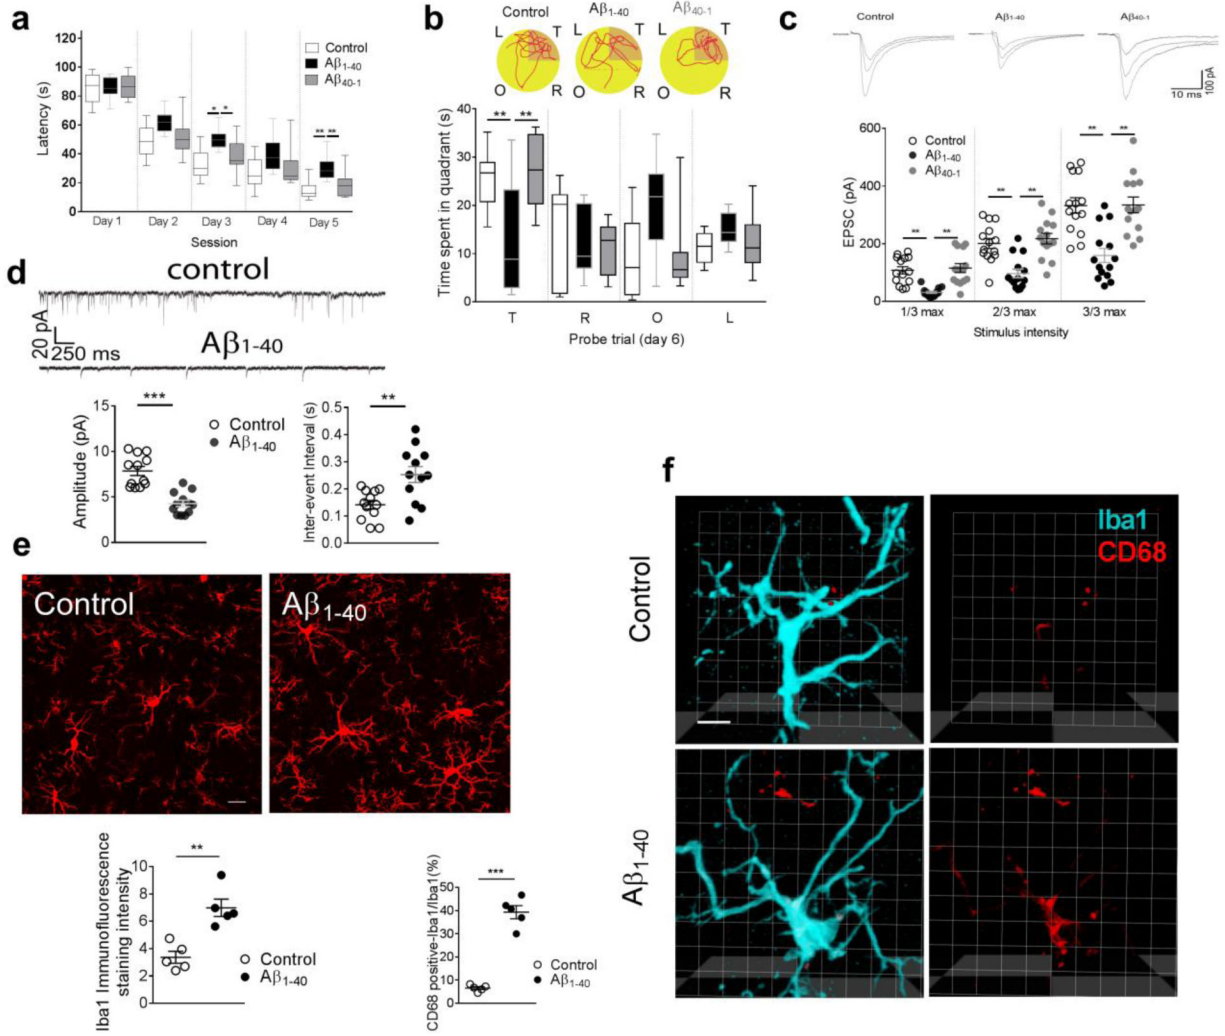 a
120
100
80
60
40
20
0
Latency (s)
Control
Aβ1-40
Aβ40-1
* *
** **
Day 1 Day 2 Day 3 Day 4 Day 5
Session
b
Control Aβ1-40 Aβ40-1
L T L T L T
O R O R O R
40
30
20
10
0
Time spent in quadrant (s)
** **
T R O L
Probe trial (day 6)
c
Control Aβ1-40 Aβ40-1
100 pA
10 ms
600
400
200
0
EPSC (pA)
Control
Aβ1-40
Aβ40-1
** **
** **
** **
1/3 max 2/3 max 3/3 max
Stimulus intensity
d
control
20 pA
250 ms
Aβ1-40
15
10
5
0
Amplitude (pA)
***
Control
Aβ1-40
0.5
0.4
0.3
0.2
0.1
0.0
Inter-event Interval (s)
**
e
Control
Aβ1-40
10
8
6
4
2
0
Iba1 Immunofluorescence
staining intensity
**
Control
Aβ1-40
50
40
30
20
10
0
CD68 positive-Iba1/Iba1(%)
***
Control
Aβ1-40
f
Control
Iba1
CD68
Aβ1-40